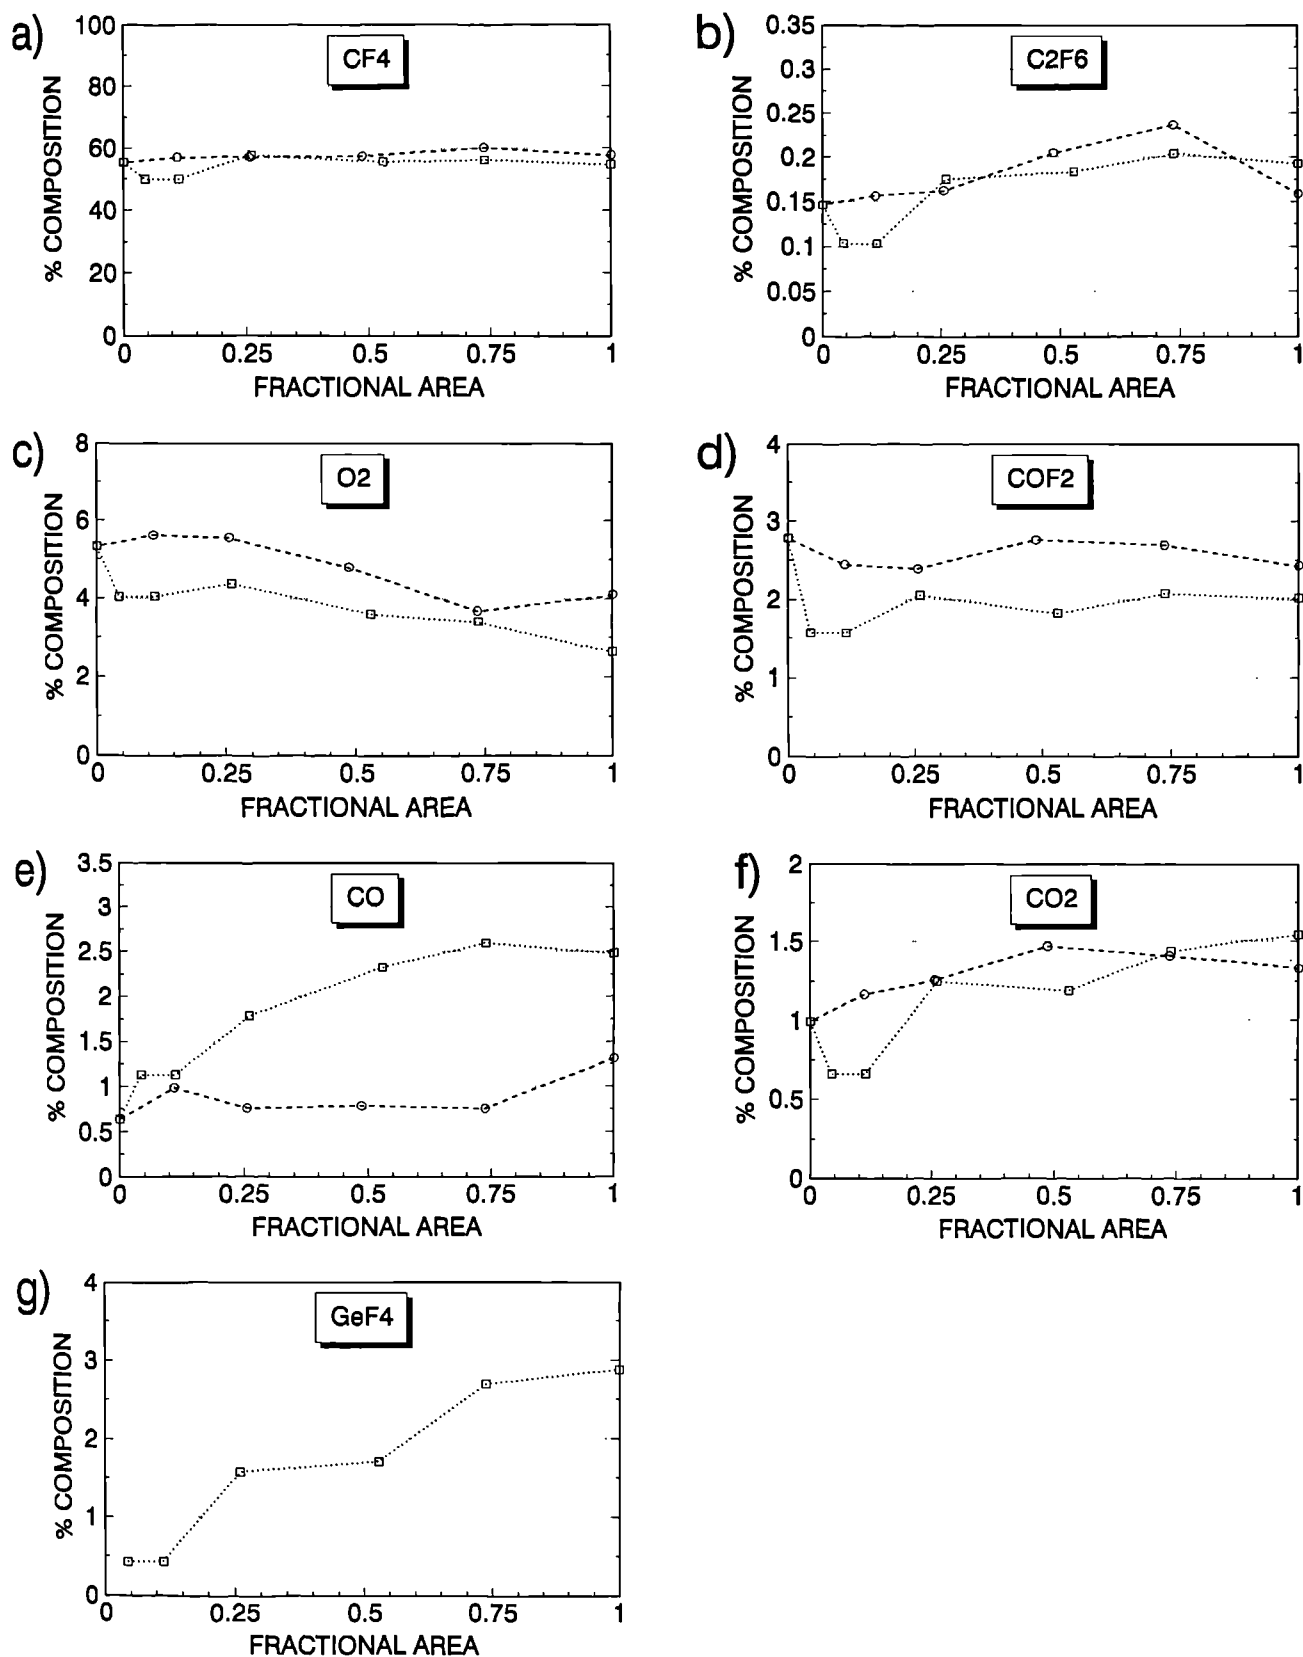 a)
CF4
% COMPOSITION
100
80
60
40
20
0
0 0.25 0.5 0.75 1
FRACTIONAL AREA
b)
C2F6
% COMPOSITION
0.35
0.3
0.25
0.2
0.15
0.1
0.05
0
0 0.25 0.5 0.75 1
FRACTIONAL AREA
c)
O2
% COMPOSITION
8
6
4
2
0
0 0.25 0.5 0.75 1
FRACTIONAL AREA
d)
COF2
% COMPOSITION
4
3
2
1
0
0 0.25 0.5 0.75 1
FRACTIONAL AREA
e)
CO
% COMPOSITION
3.5
3
2.5
2
1.5
1
0.5
0
0 0.25 0.5 0.75 1
FRACTIONAL AREA
f)
CO2
% COMPOSITION
2
1.5
1
0.5
0
0 0.25 0.5 0.75 1
FRACTIONAL AREA
g)
GeF4
% COMPOSITION
4
3
2
1
0
0 0.25 0.5 0.75 1
FRACTIONAL AREA